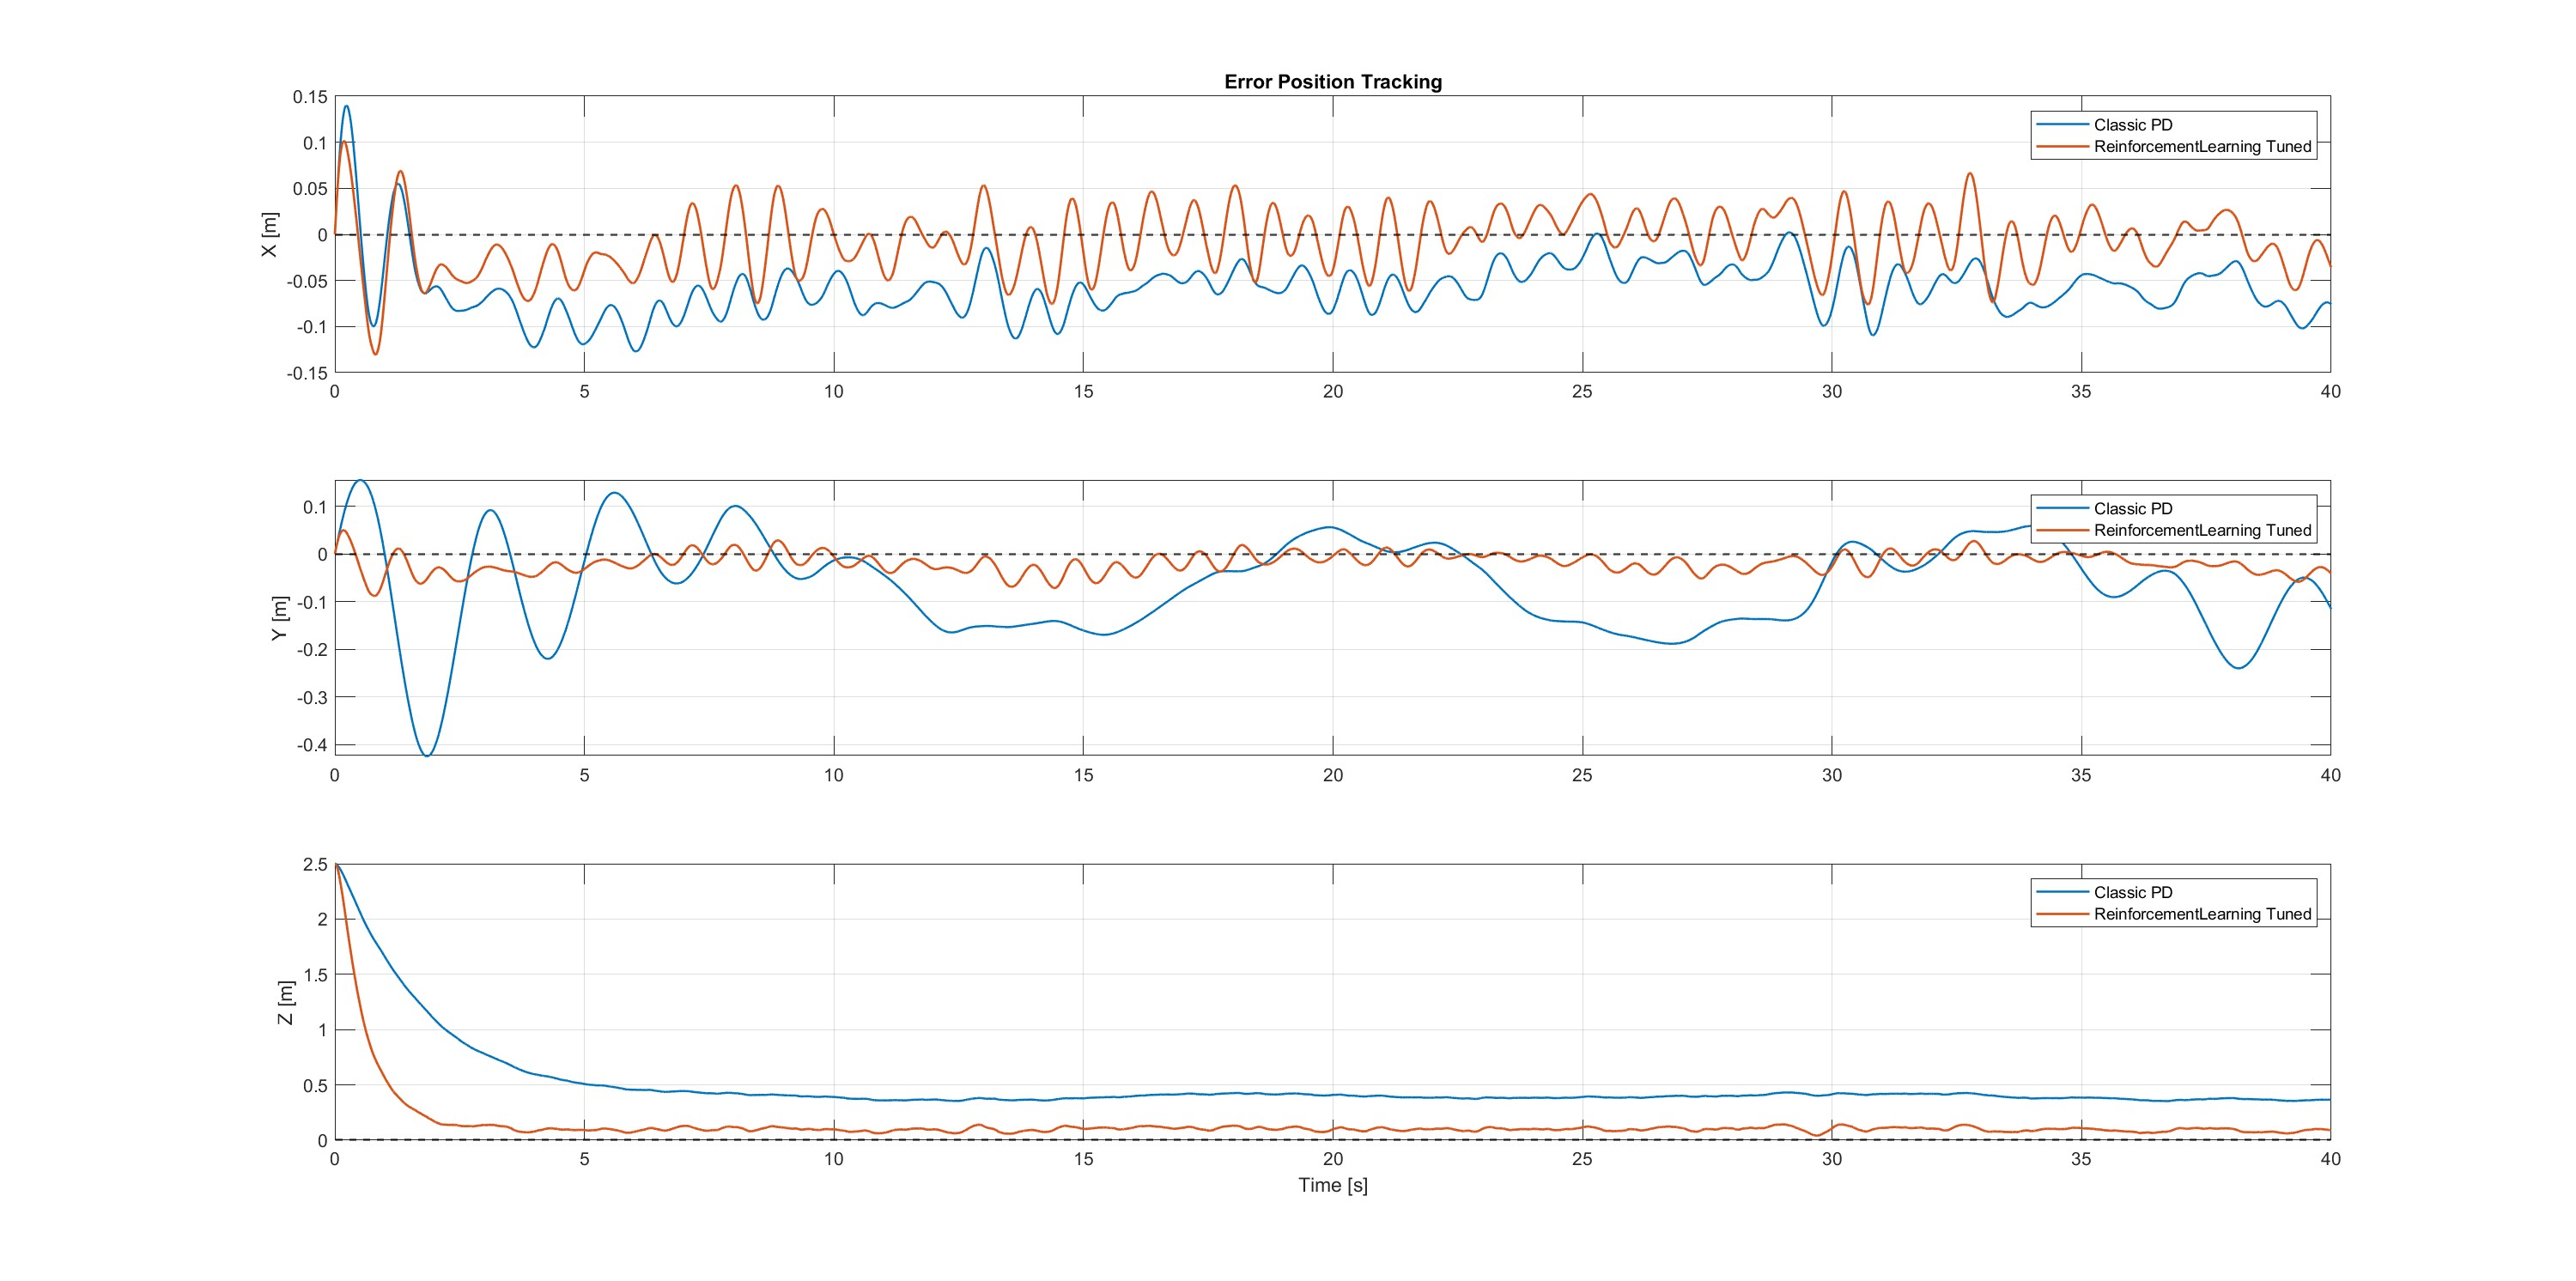 Error Position Tracking
0.15
0.1
0.05
0
-0.05
-0.1
-0.15
X [m]
Classic PD
ReinforcementLearning Tuned
0 5 10 15 20 25 30 35 40
0.1
0
-0.1
-0.2
-0.3
-0.4
Y [m]
Classic PD
ReinforcementLearning Tuned
0 5 10 15 20 25 30 35 40
2.5
2
1.5
1
0.5
0
Z [m]
Classic PD
ReinforcementLearning Tuned
0 5 10 15 20 25 30 35 40
Time [s]